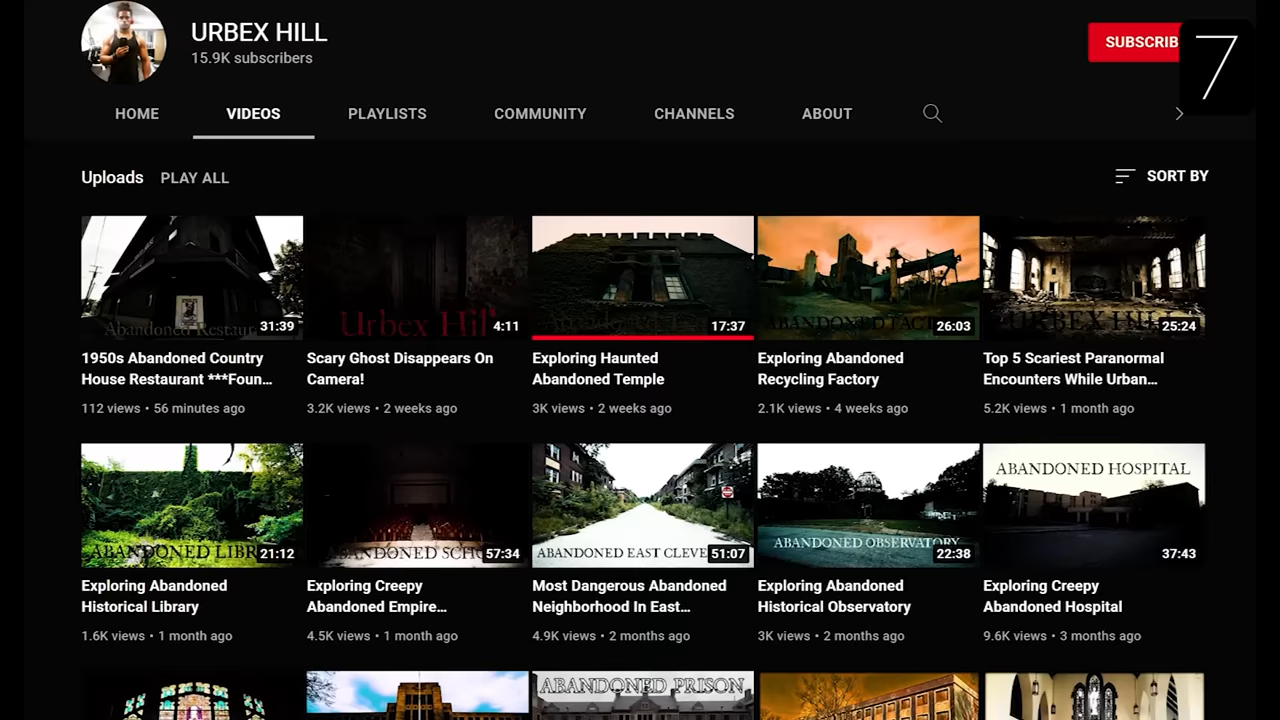 URBEX HILL
15.9K subscribers
SUBSCRIB
7
HOME VIDEOS PLAYLISTS COMMUNITY CHANNELS ABOUT
Uploads PLAY ALL
SORT BY
Abandoned Restaur 31:39
Urbex Hil 4:11
17:37
ABANDONED FACT 26:03
URBEX HILL 25:24
1950s Abandoned Country
House Restaurant ***Foun...
112 views • 56 minutes ago
Scary Ghost Disappears On
Camera!
3.2K views • 2 weeks ago
Exploring Haunted
Abandoned Temple
3K views • 2 weeks ago
Exploring Abandoned
Recycling Factory
2.1K views • 4 weeks ago
Top 5 Scariest Paranormal
Encounters While Urban...
5.2K views • 1 month ago
ABANDONED LIBR 21:12
ABANDONED SCHO 57:34
ABANDONED EAST CLEVE 51:07
ABANDONED OBSERVATORY
22:38
ABANDONED HOSPITAL
37:43
Exploring Abandoned
Historical Library
1.6K views • 1 month ago
Exploring Creepy
Abandoned Empire...
4.5K views • 1 month ago
Most Dangerous Abandoned
Neighborhood In East...
4.9K views • 2 months ago
Exploring Abandoned
Historical Observatory
3K views • 2 months ago
Exploring Creepy
Abandoned Hospital
9.6K views • 3 months ago
ABANDONED PRISON